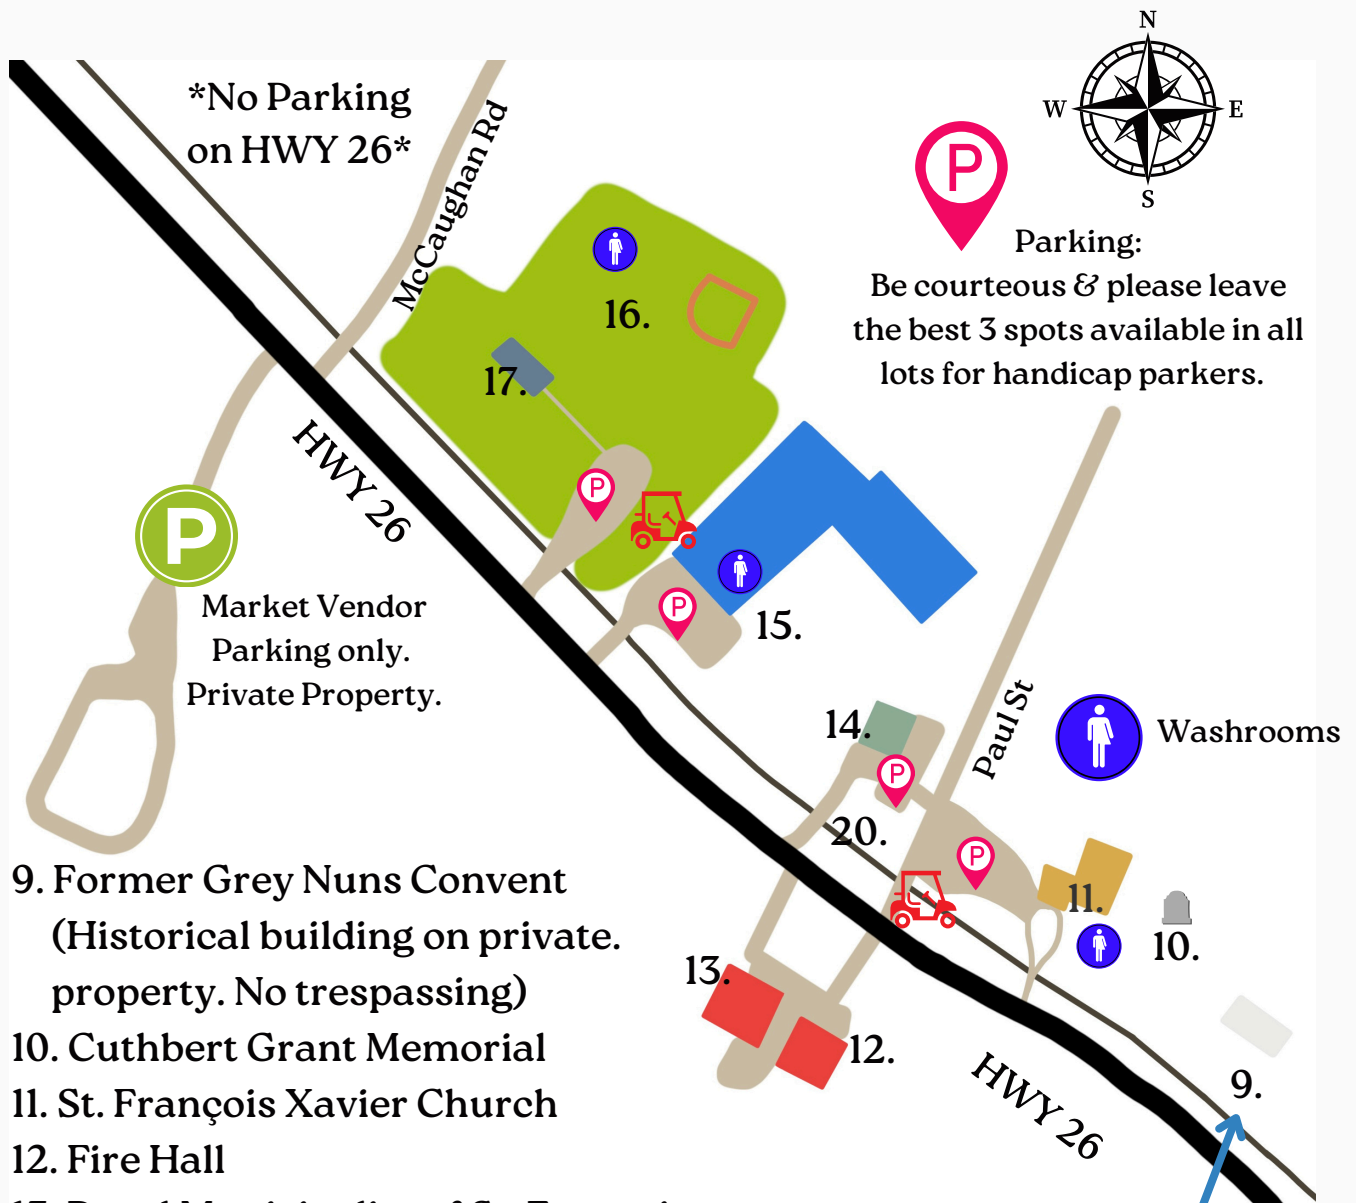 N
W
E
S
*No Parking
on HWY 26*
McCaughan Rd
P
Parking:
Be courteous & please leave
the best 3 spots available in all
lots for handicap parkers.
16.
17.
HWY 26
P
P
P
15.
Market Vendor
Parking only.
Private Property.
Paul St
Washrooms
14.
P
20.
P
11.
10.
13.
12.
9.
HWY 26
9. Former Grey Nuns Convent
(Historical building on private.
property. No trespassing)
10. Cuthbert Grant Memorial
11. St. François Xavier Church
12. Fire Hall